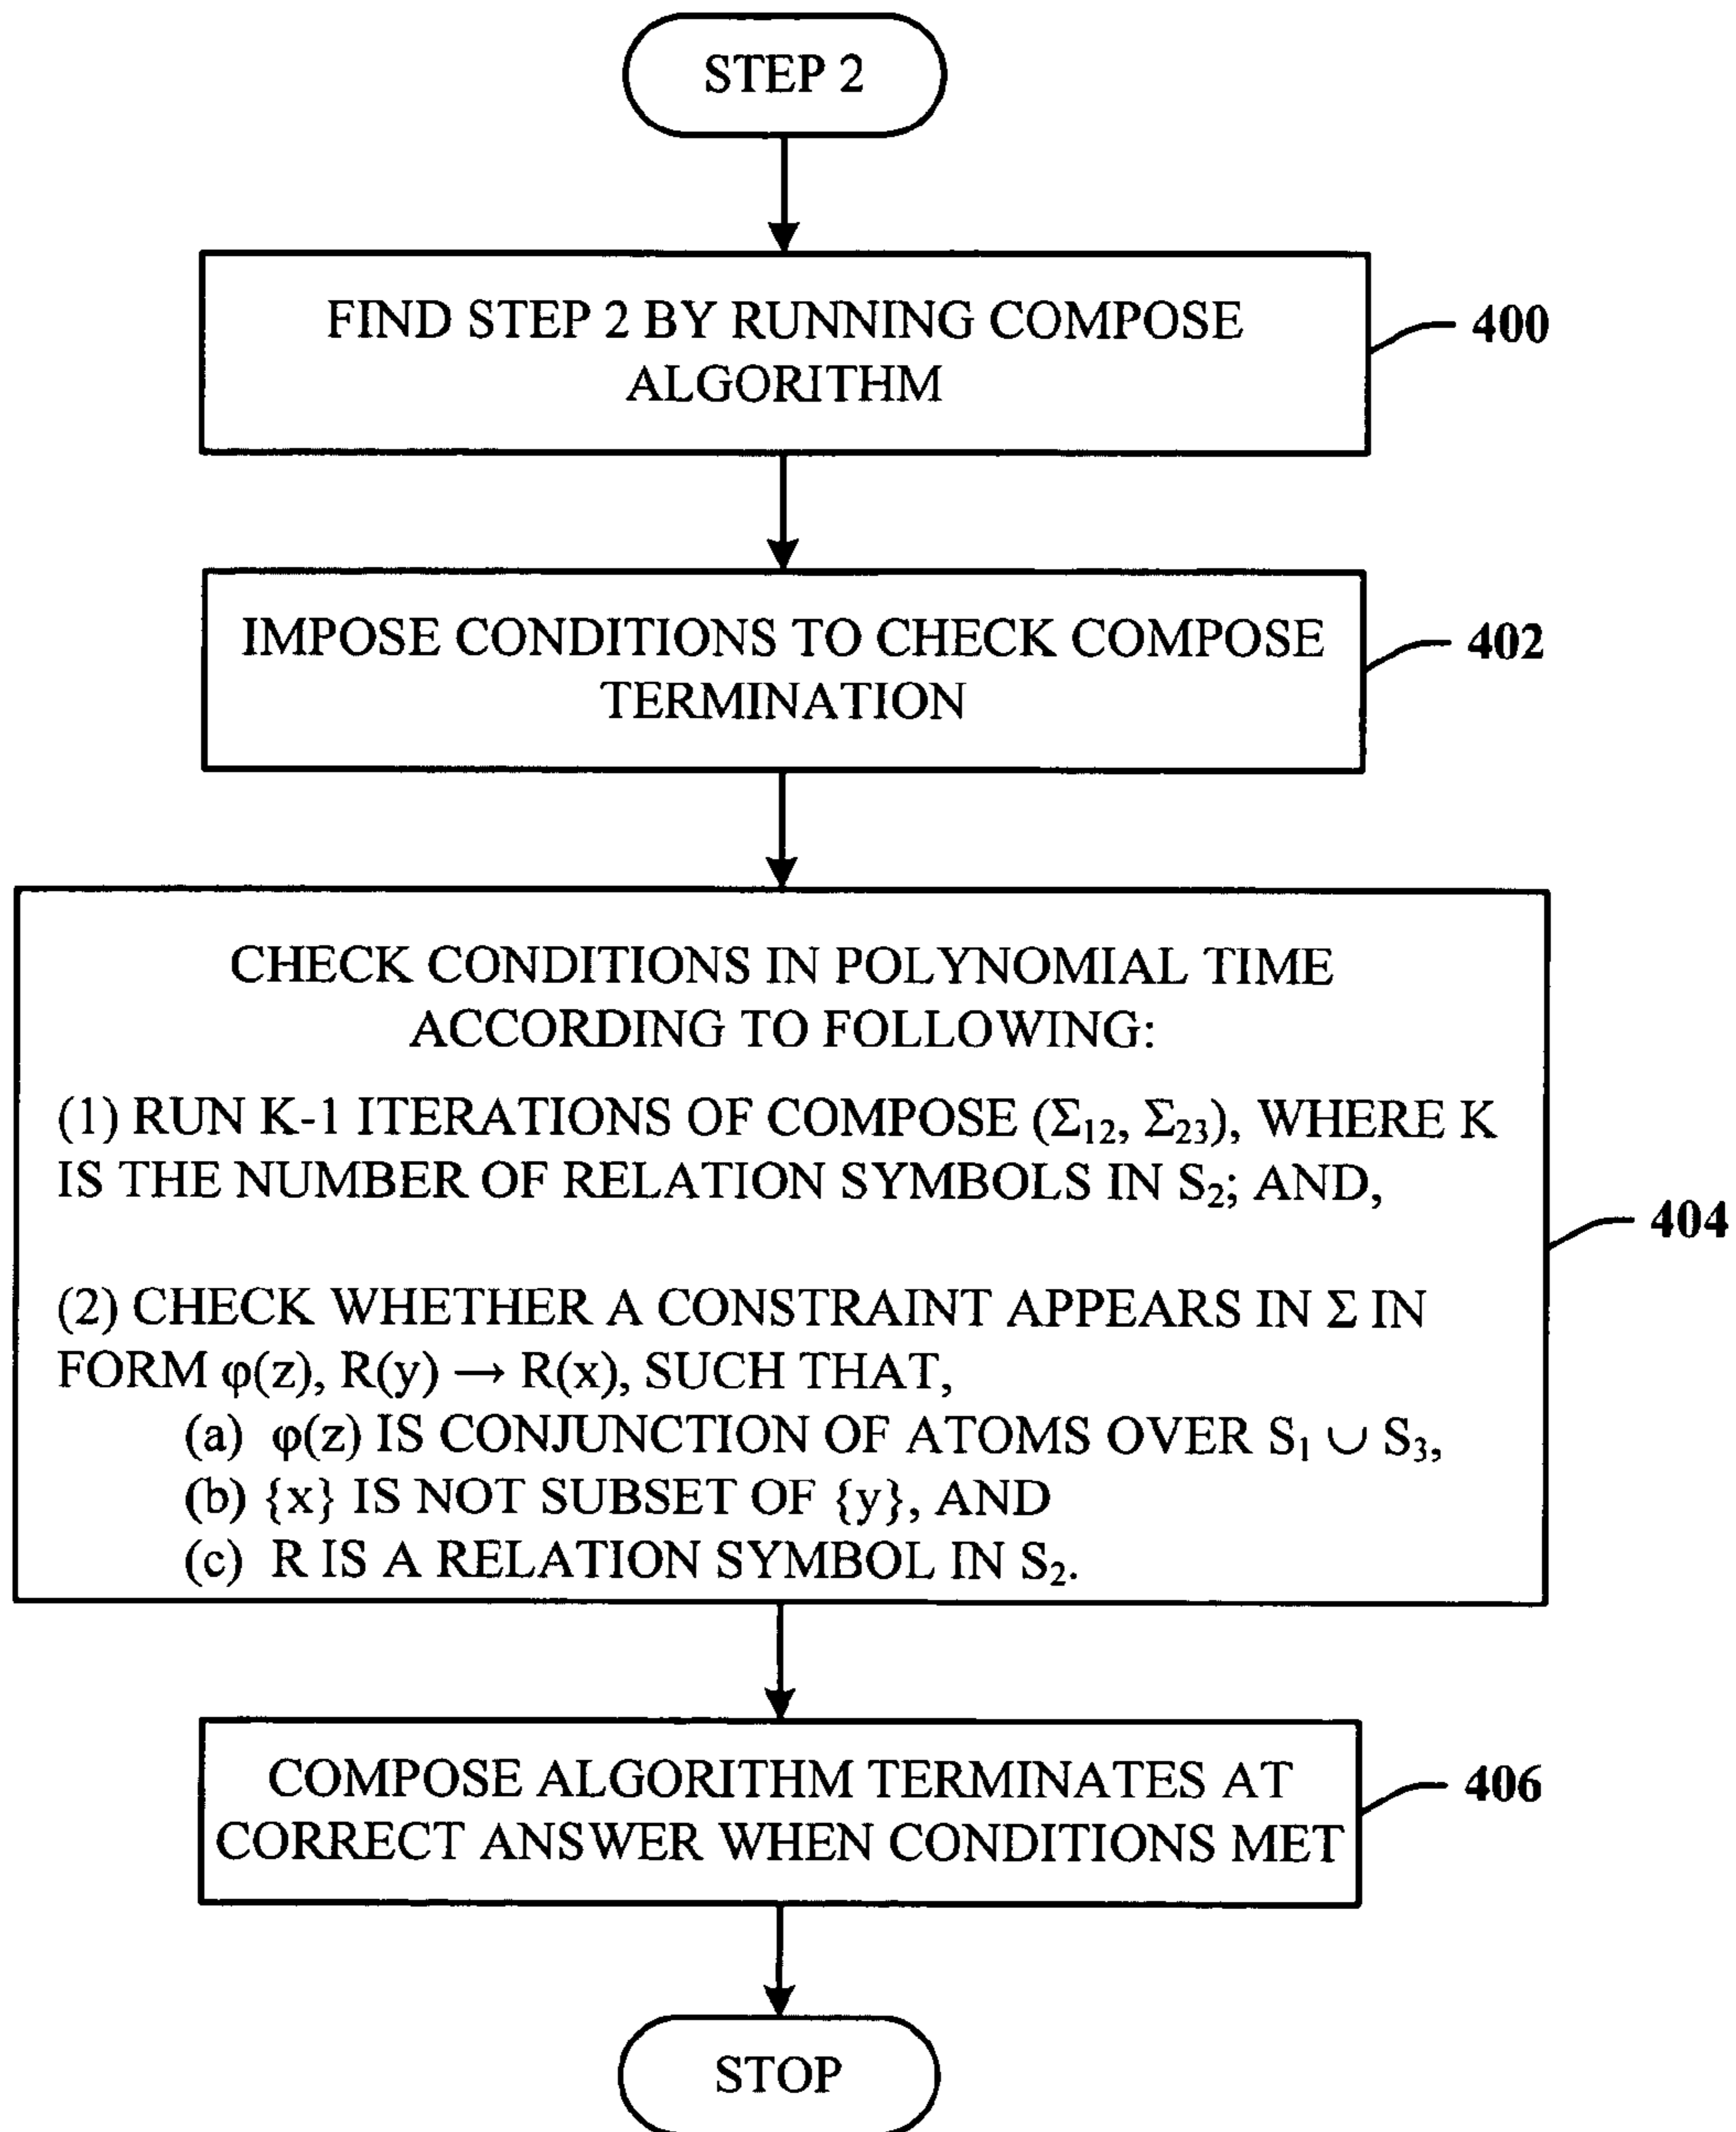 STEP 2
FIND STEP 2 BY RUNNING COMPOSE
ALGORITHM
400
IMPOSE CONDITIONS TO CHECK COMPOSE
TERMINATION
402
CHECK CONDITIONS IN POLYNOMIAL TIME
ACCORDING TO FOLLOWING:
(1) RUN K-1 ITERATIONS OF COMPOSE (Σ₁₂, Σ₂₃), WHERE K
IS THE NUMBER OF RELATION SYMBOLS IN S₂; AND,
404
(2) CHECK WHETHER A CONSTRAINT APPEARS IN Σ IN
FORM φ(z), R(y) → R(x), SUCH THAT,
(a) φ(z) IS CONJUNCTION OF ATOMS OVER S₁ ∪ S₃,
(b) {x} IS NOT SUBSET OF {y}, AND
(c) R IS A RELATION SYMBOL IN S₂.
COMPOSE ALGORITHM TERMINATES AT
CORRECT ANSWER WHEN CONDITIONS MET
406
STOP